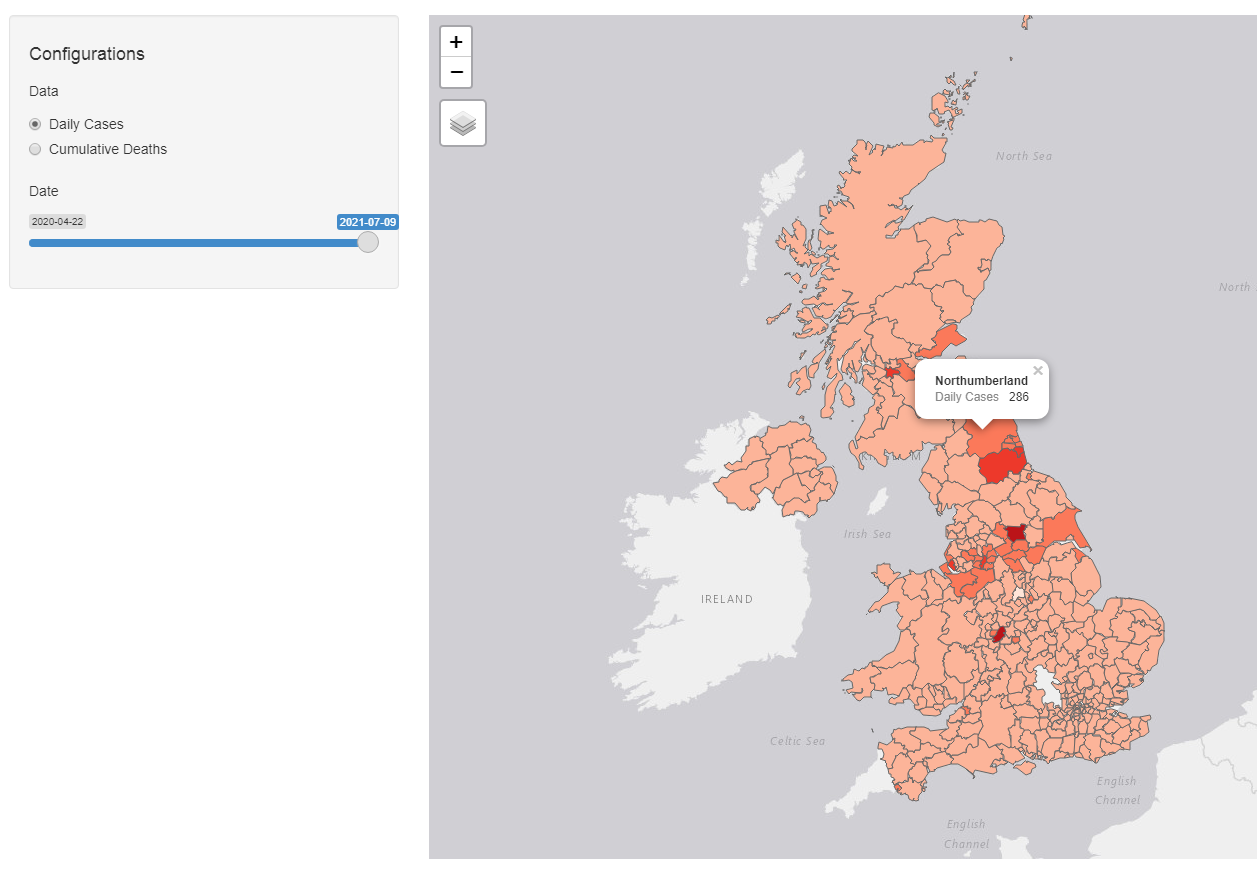 Configurations
Data
Daily Cases
Cumulative Deaths
Date
2020-04-22
2021-07-09
+
−
North Sea
North
×
Northumberland
Daily Cases 286
Irish Sea
IRELAND
Celtic Sea
English
Channel
English
Channel